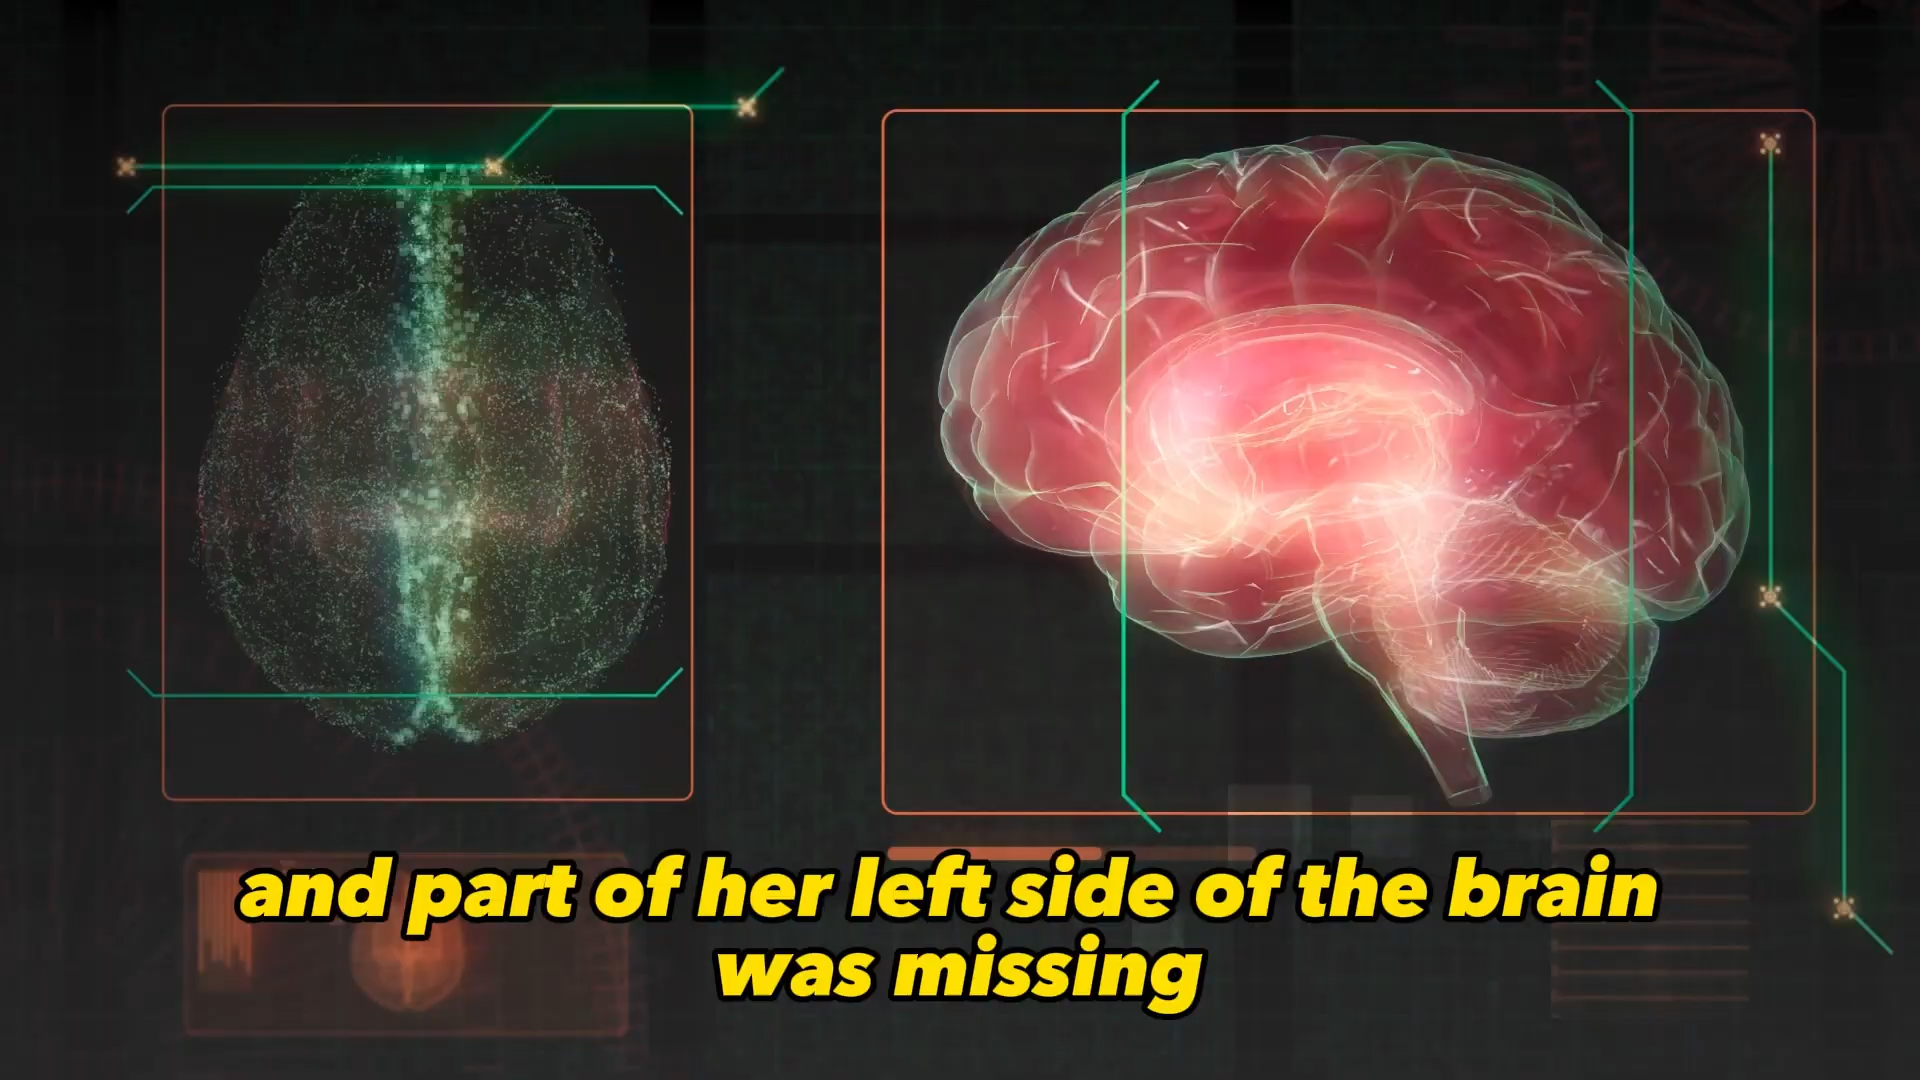 and part of her left side of the brain
was missing